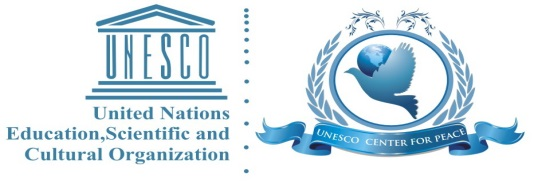 UNESCO
United Nations
Education,Scientific and
Cultural Organization
UNESCO CENTER FOR PEACE